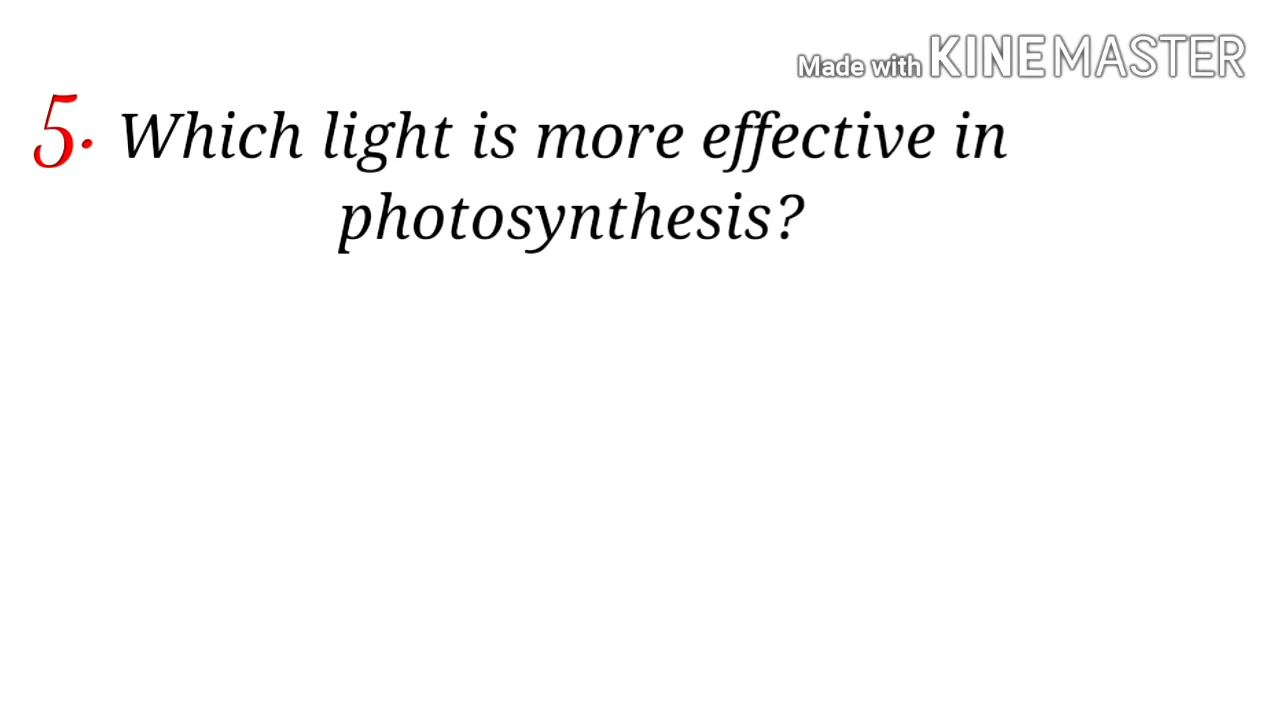 Made with KINEMASTER
5. Which light is more effective in
photosynthesis?